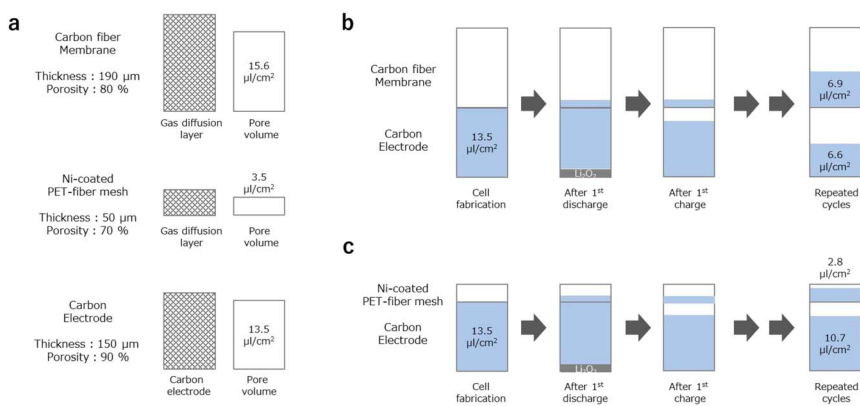 a
Carbon fiber
Membrane
Thickness : 190 μm
Porosity : 80 %
15.6
μl/cm²
Gas diffusion
layer
Pore
volume
Ni-coated
PET-fiber mesh
Thickness : 50 μm
Porosity : 70 %
3.5
μl/cm²
Gas diffusion
layer
Pore
volume
Carbon
Electrode
Thickness : 150 μm
Porosity : 90 %
13.5
μl/cm²
Carbon
electrode
Pore
volume
b
Carbon fiber
Membrane
Carbon
Electrode
13.5
μl/cm²
Li₂O₂
6.9
μl/cm²
6.6
μl/cm²
Cell
fabrication
After 1st
discharge
After 1st
charge
Repeated
cycles
c
Ni-coated
PET-fiber mesh
Carbon
Electrode
13.5
μl/cm²
Li₂O₂
2.8
μl/cm²
10.7
μl/cm²
Cell
fabrication
After 1st
discharge
After 1st
charge
Repeated
cycles